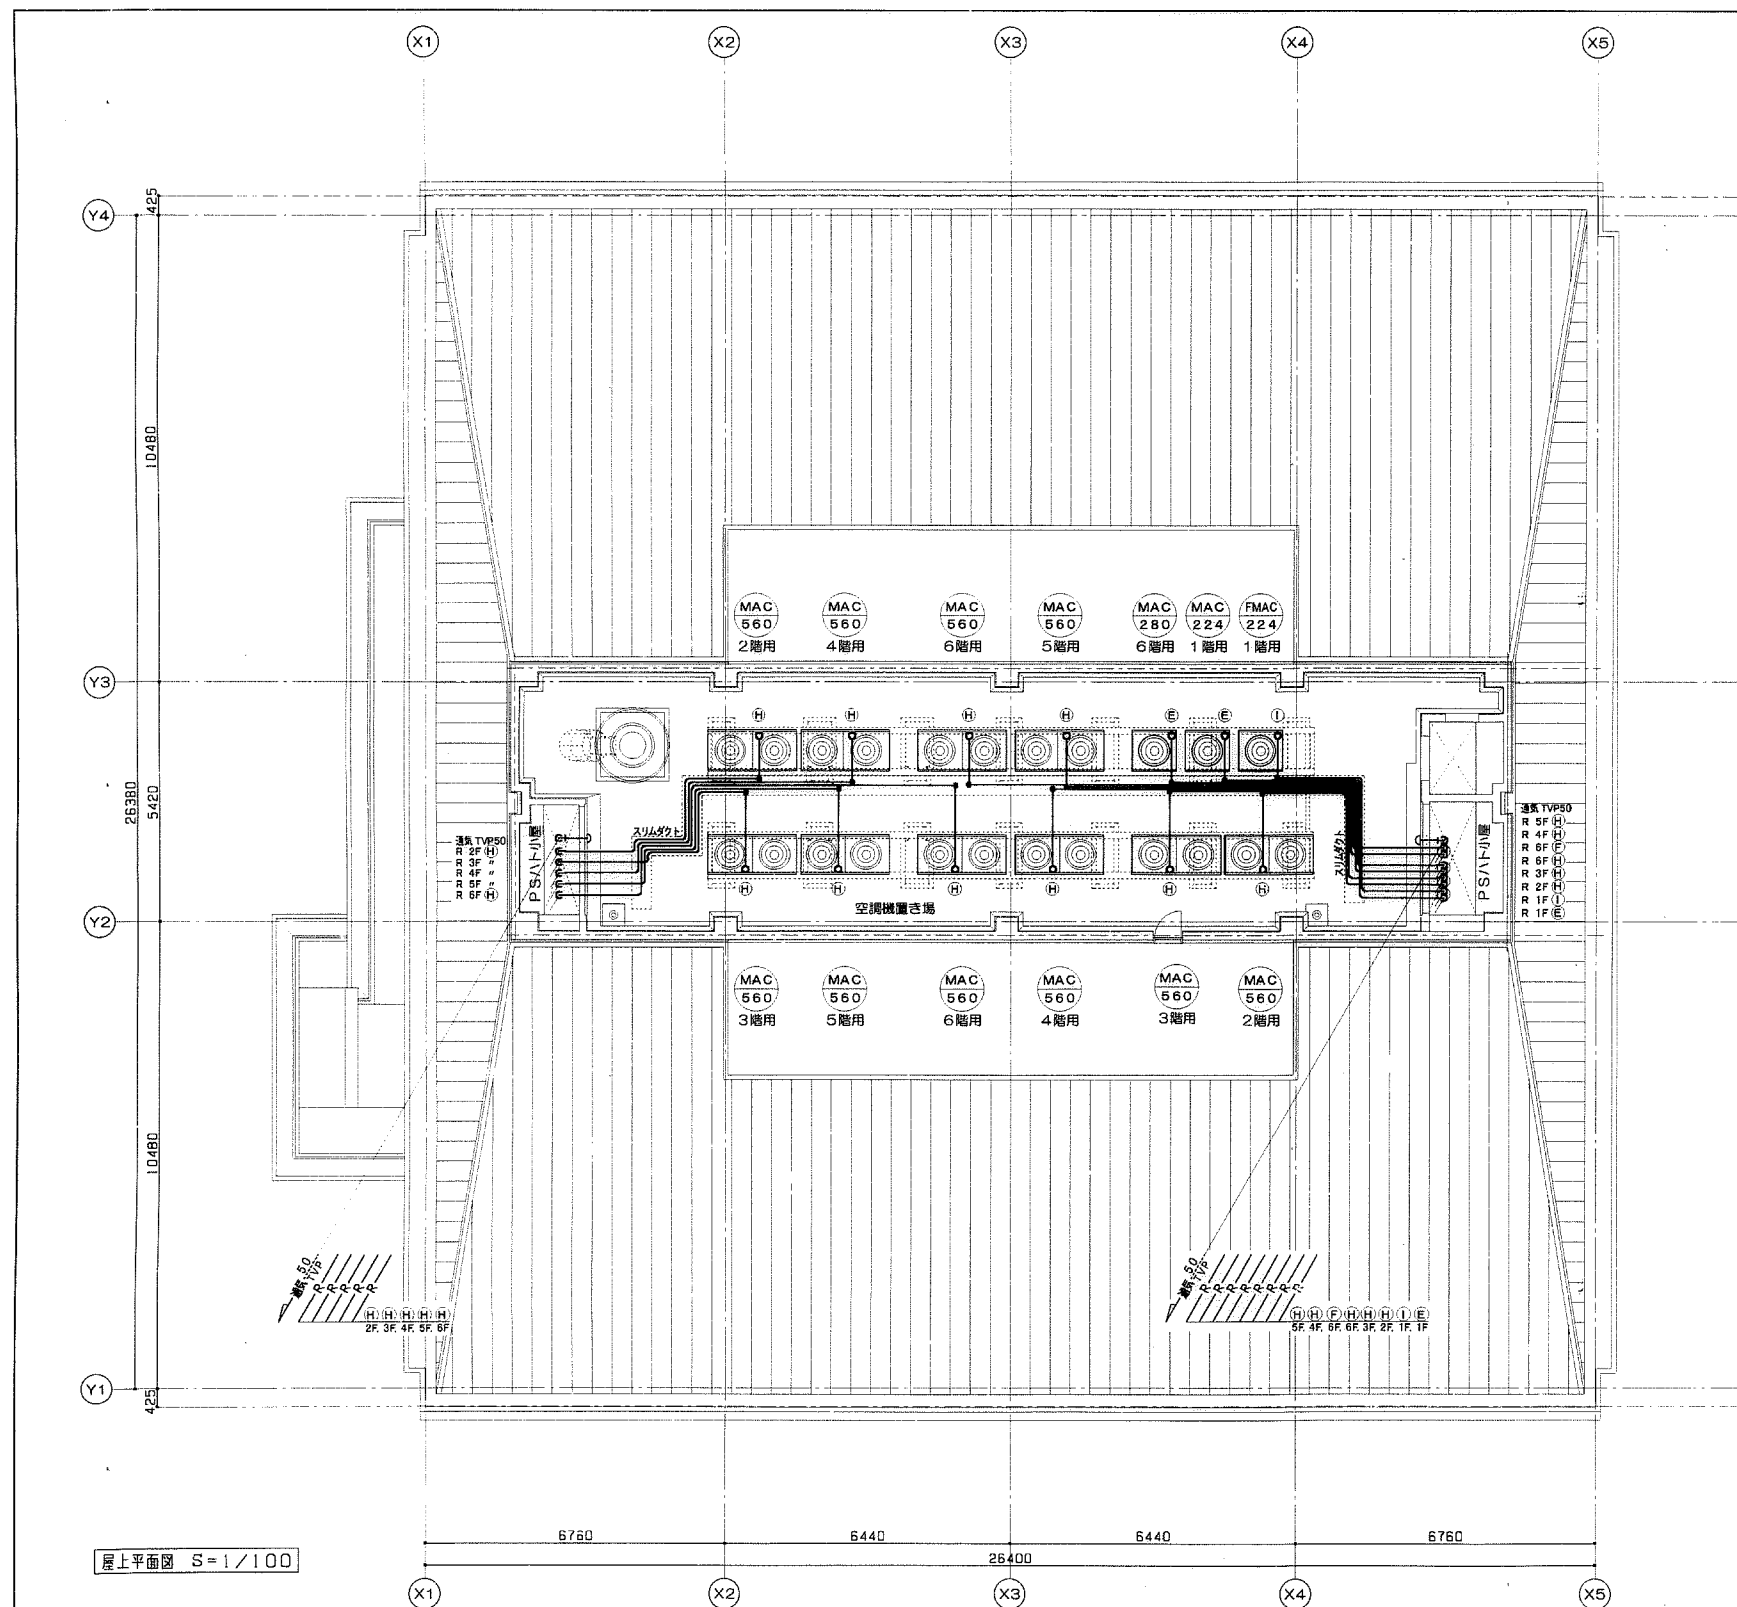 X1 X2 X3 X4 X5
425
Y4
10480
MAC 560 2階用
MAC 560 4階用
MAC 560 6階用
MAC 560 5階用
MAC 280 6階用
MAC 224 1階用
FMAC 224 1階用
Y3
H H H H E E I
26380
5420
スリムダクト
スリムダクト
PSハト小屋
PSハト小屋
通気 TVP50
R 2F H
R 3F 〃
R 4F 〃
R 5F 〃
R 6F H
通気 TVP50
R 5F H
R 4F H
R 6F F
R 6F H
R 3F H
R 2F H
R 1F I
R 1F E
H H H H H H
空調機置き場
Y2
MAC 560 3階用
MAC 560 5階用
MAC 560 6階用
MAC 560 4階用
MAC 560 3階用
MAC 560 2階用
10480
通気 50
TVP
R R R R R
H H H H H
2F. 3F. 4F. 5F. 6F
通気 50
TVP
R R R R R R R
H H F H H H I E
5F. 4F. 6F. 6F. 3F. 2F. 1F. 1F
Y1
425
6760 6440 6440 6760
26400
屋上平面図 S=1/100
X1 X2 X3 X4 X5